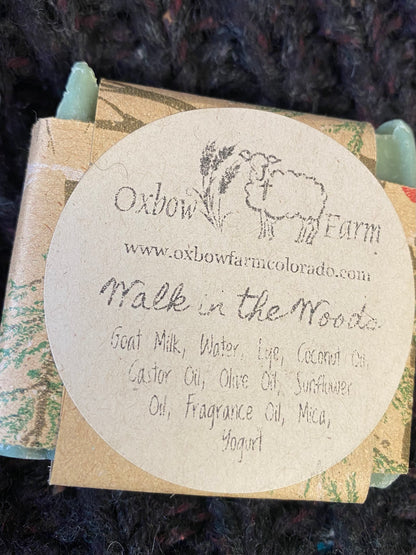 Oxbow Farm
www.oxbowfarmcolorado.com
Walk in the Woods
Goat Milk, Water, Lye, Coconut Oil,
Castor Oil, Olive Oil, Sunflower
Oil, Fragrance Oil, Mica,
Yogurt